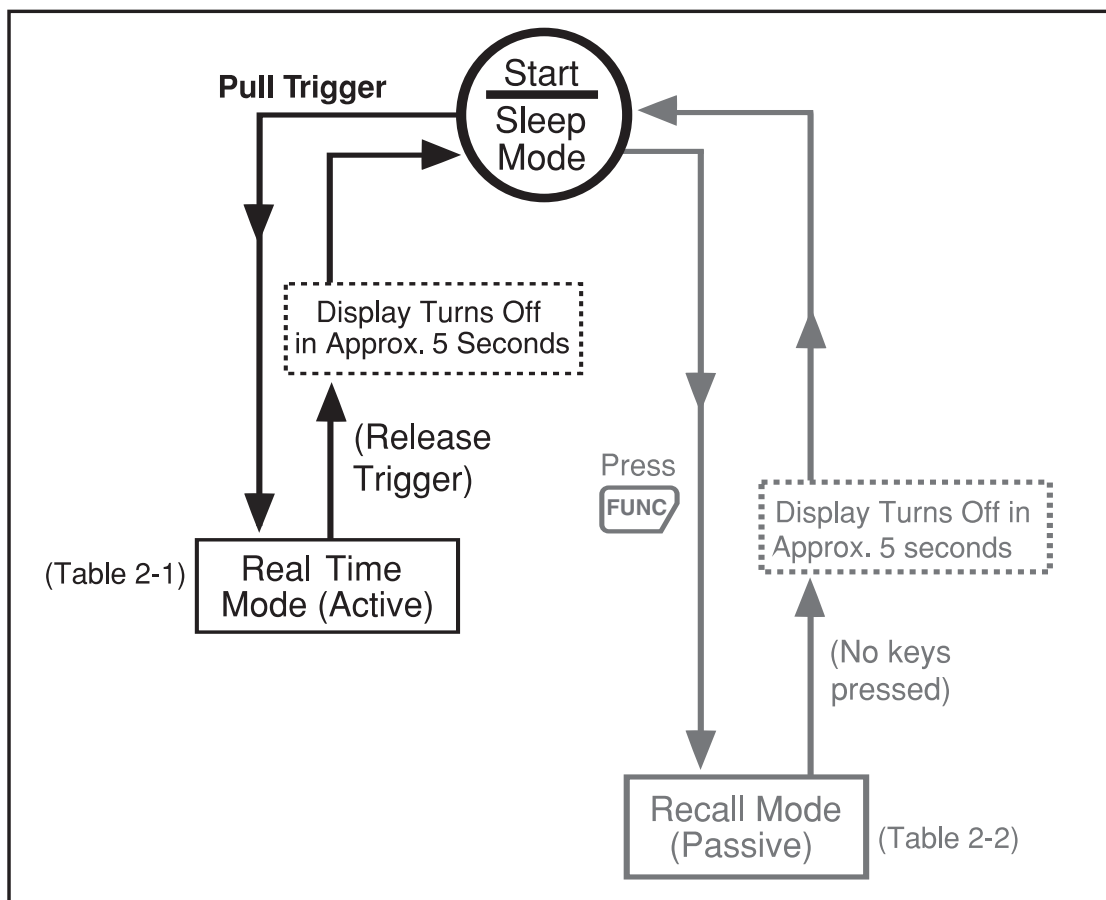 Start
Sleep
Mode
Pull Trigger
Display Turns Off
in Approx. 5 Seconds
(Release
Trigger)
(Table 2-1)
Real Time
Mode (Active)
Press
FUNC
Display Turns Off in
Approx. 5 seconds
(No keys
pressed)
Recall Mode
(Passive)
(Table 2-2)